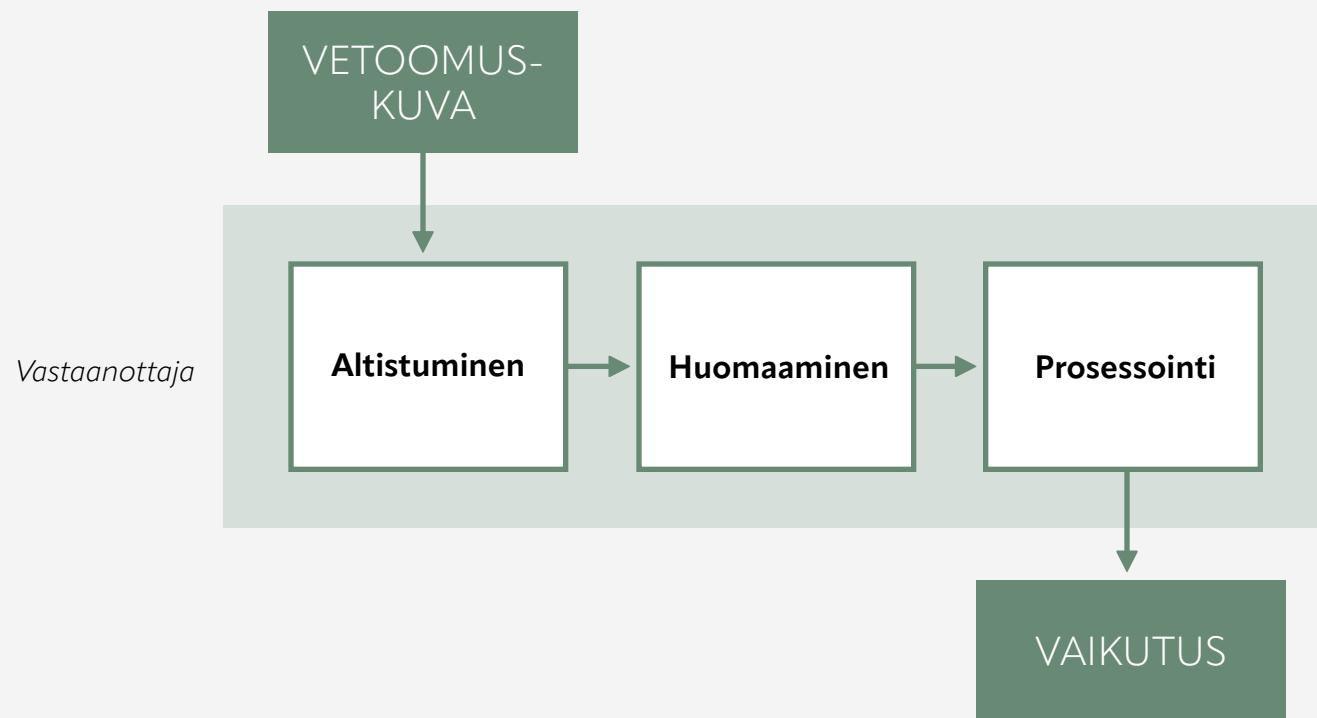 VETOOMUS-
KUVA
Vastaanottaja
Altistuminen
Huomaaminen
Prosessointi
VAIKUTUS